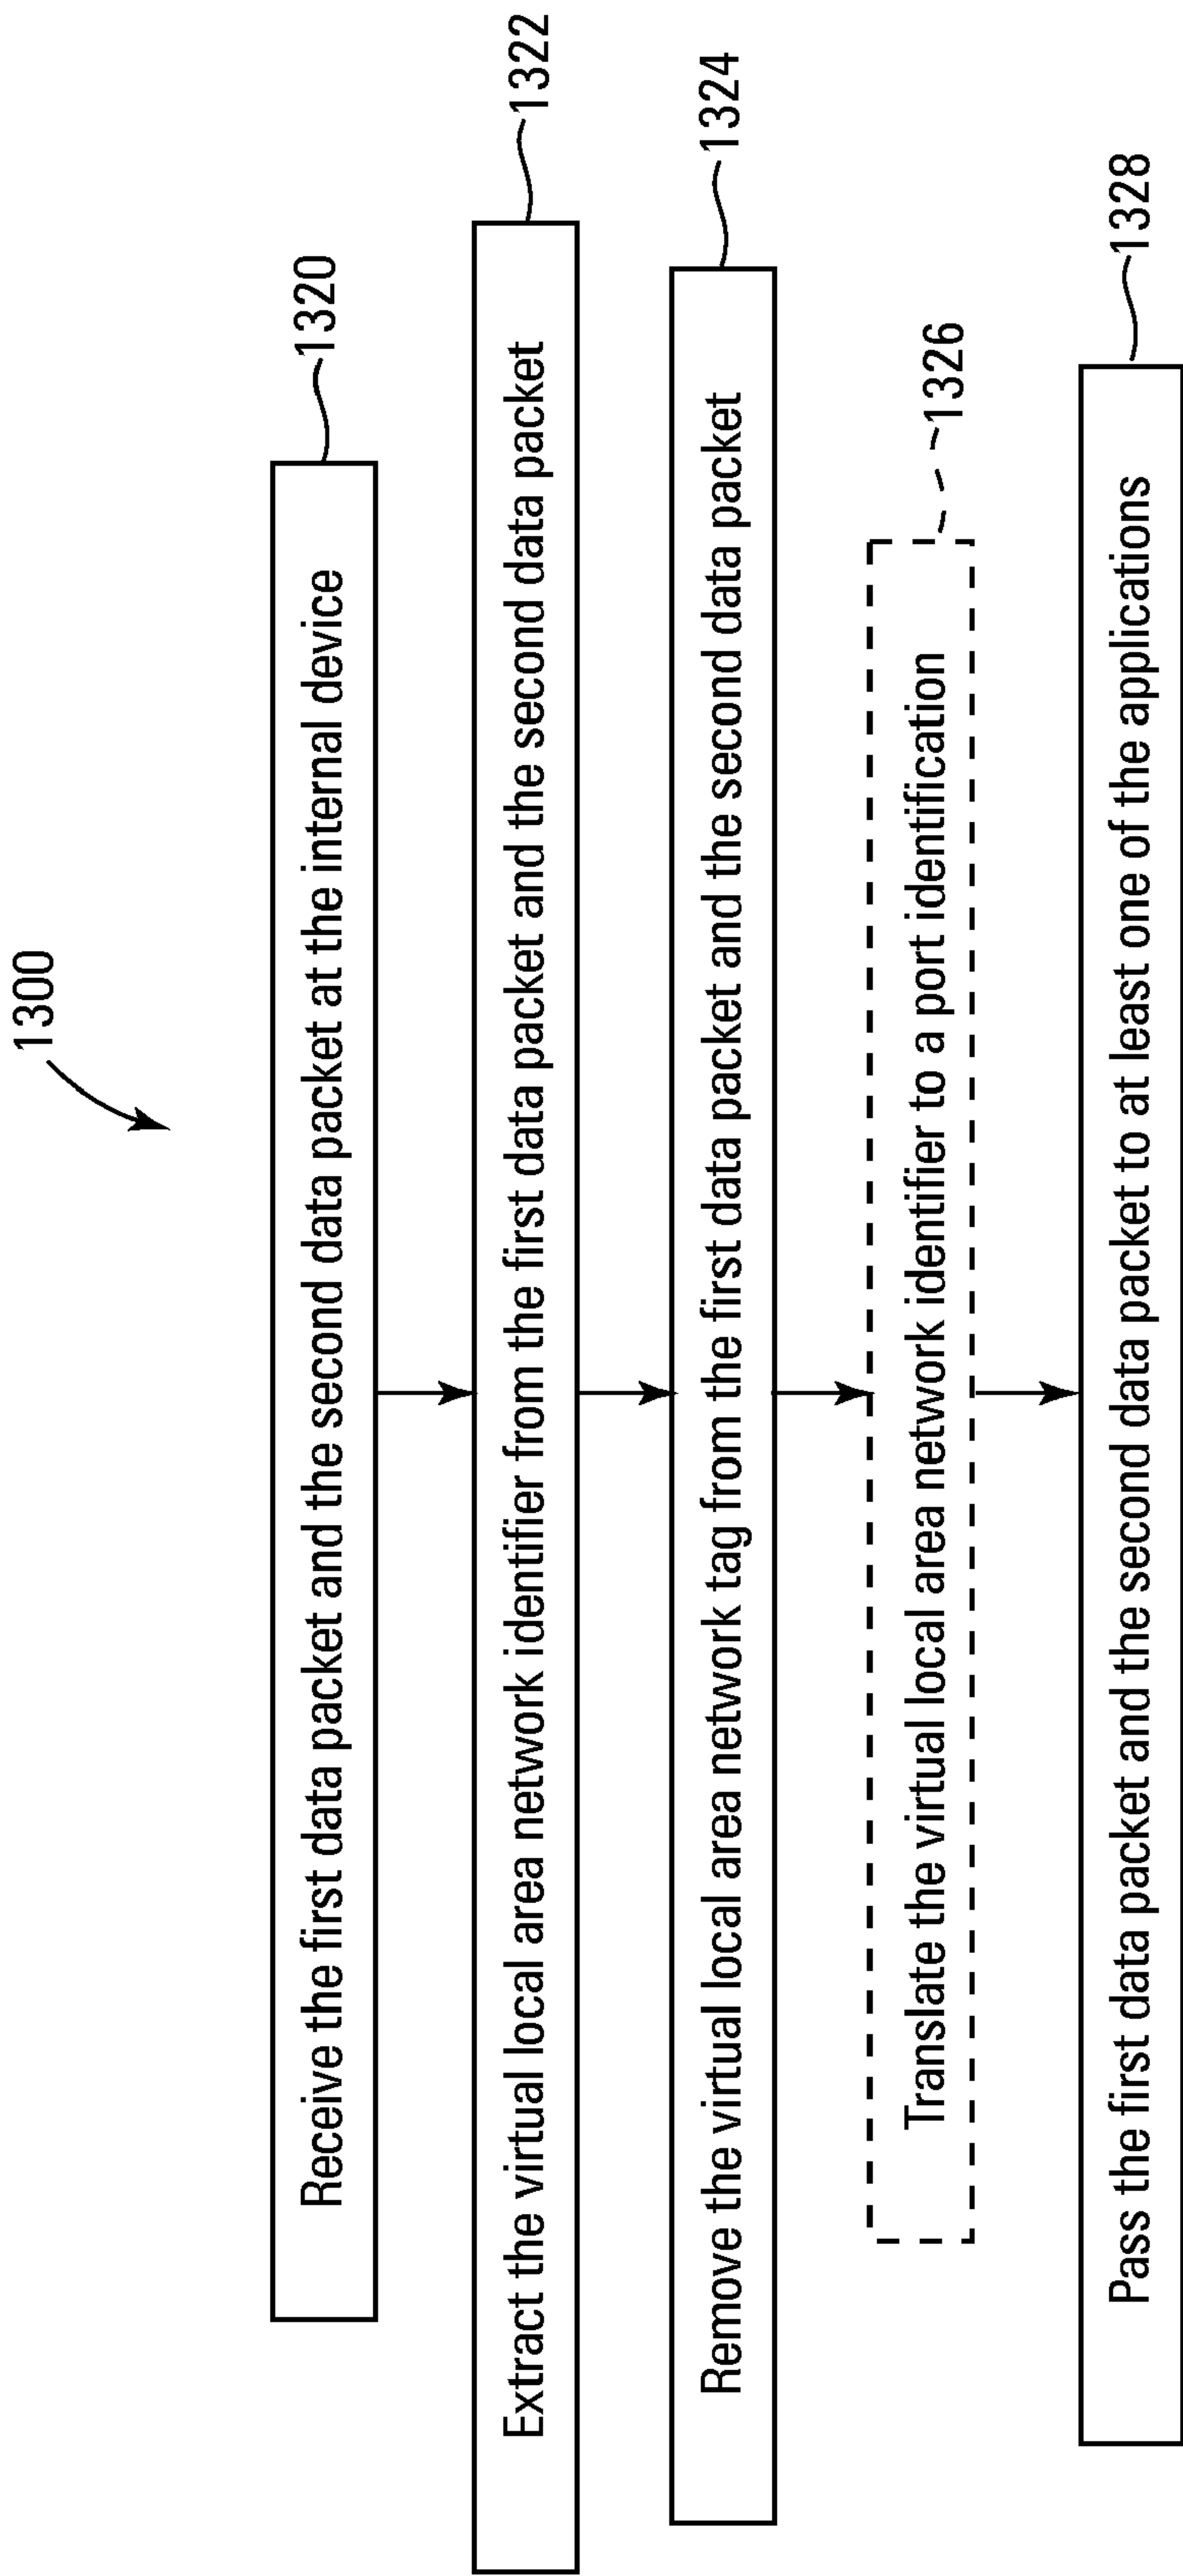 1300
Receive the first data packet and the second data packet at the internal device
1320
Extract the virtual local area network identifier from the first data packet and the second data packet
1322
Remove the virtual local area network tag from the first data packet and the second data packet
1324
Translate the virtual local area network identifier to a port identification
1326
Pass the first data packet and the second data packet to at least one of the applications
1328